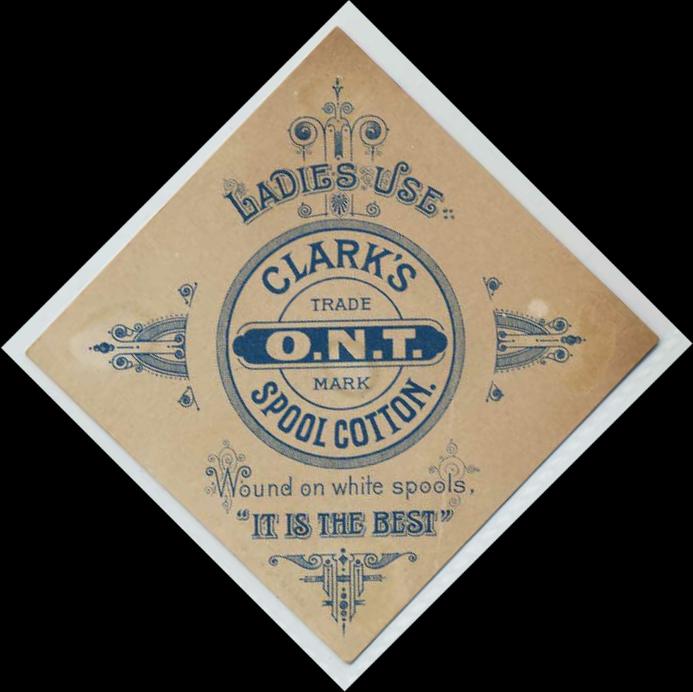 LADIES USE
CLARK'S
TRADE
O.N.T.
MARK
SPOOL COTTON.
Wound on white spools,
"IT IS THE BEST"